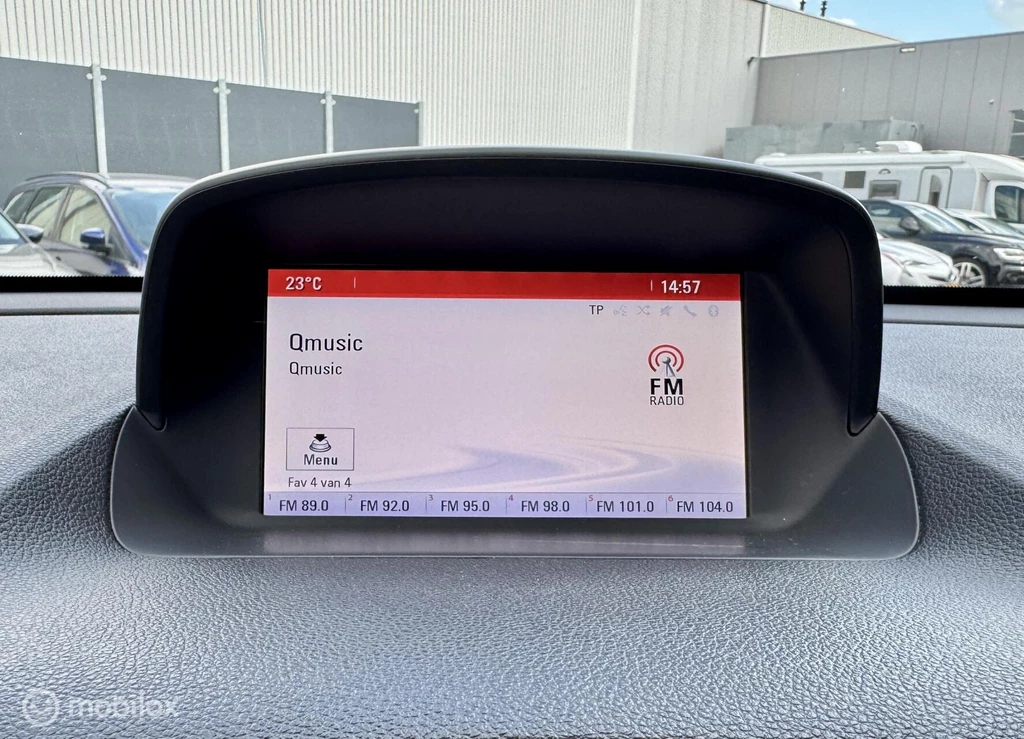 23°C 14:57
TP
Qmusic
Qmusic
FM
RADIO
Menu
Fav 4 van 4
1 FM 89.0 2 FM 92.0 3 FM 95.0 4 FM 98.0 5 FM 101.0 6 FM 104.0
mobilox